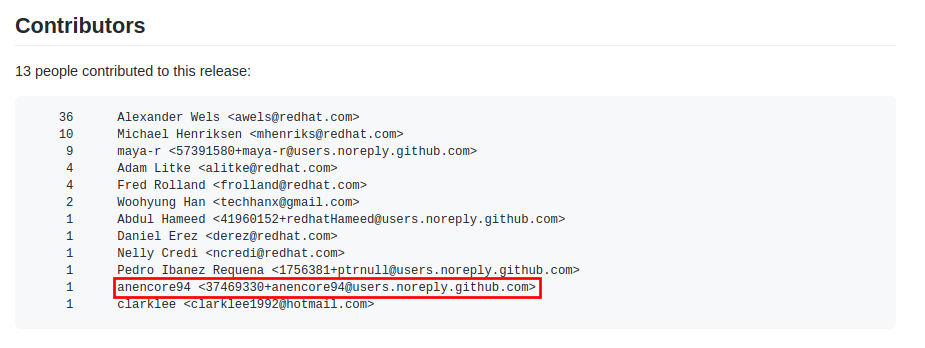 Contributors
13 people contributed to this release:
36 Alexander Wels <awels@redhat.com>
10 Michael Henriksen <mhenriks@redhat.com>
9 maya-r <57391580+maya-r@users.noreply.github.com>
4 Adam Litke <alitke@redhat.com>
4 Fred Rolland <frolland@redhat.com>
2 Woohyung Han <techhanx@gmail.com>
1 Abdul Hameed <41960152+redhatHameed@users.noreply.github.com>
1 Daniel Erez <derez@redhat.com>
1 Nelly Credi <ncredi@redhat.com>
1 Pedro Ibanez Requena <1756381+ptrnull@users.noreply.github.com>
1 anencore94 <37469330+anencore94@users.noreply.github.com>
1 clarklee <clarklee1992@hotmail.com>